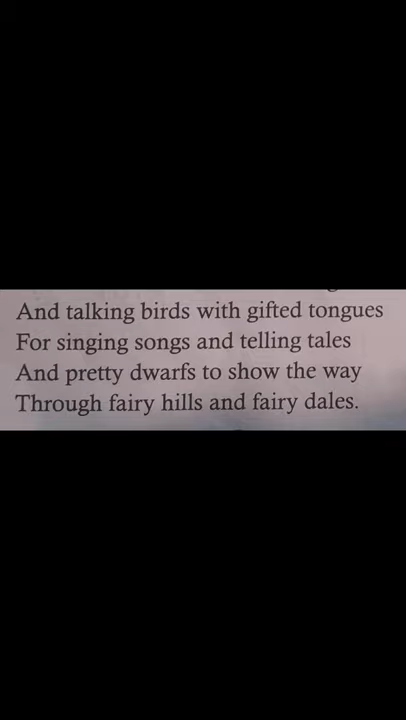 And talking birds with gifted tongues
For singing songs and telling tales
And pretty dwarfs to show the way
Through fairy hills and fairy dales.